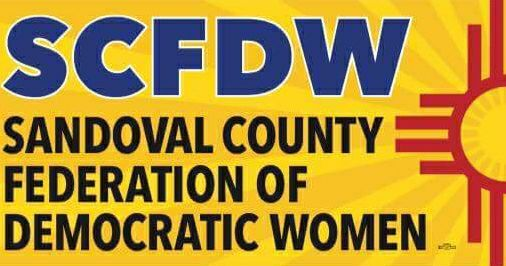 SCFDW
SANDOVAL COUNTY
FEDERATION OF
DEMOCRATIC WOMEN